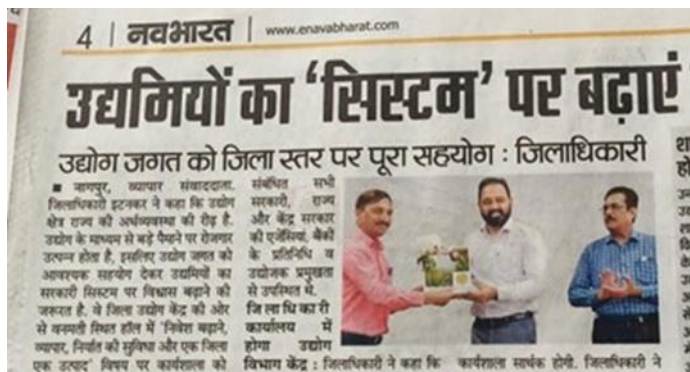 4 | नवभारत | www.enavabharat.com
उद्यमियों का 'सिस्टम' पर बढ़ाएं
उद्योग जगत को जिला स्तर पर पूरा सहयोग : जिलाधिकारी
■ नागपुर, व्यापार संवाददाता.
जिलाधिकारी इटनकर ने कहा कि उद्योग
क्षेत्र राज्य की अर्थव्यवस्था की रीढ़ है.
उद्योग के माध्यम से बड़े पैमाने पर रोजगार
उत्पन्न होता है, इसलिए उद्योग जगत को
आवश्यक सहयोग देकर उद्यमियों का
सरकारी सिस्टम पर विश्वास बढ़ाने की
जरूरत है. वे जिला उद्योग केंद्र की ओर
से वनमती स्थित हॉल में 'निवेश बढ़ाने,
व्यापार, निर्यात की सुविधा और एक जिला
एक उत्पाद' विषय पर कार्यशाला को
संबंधित सभी
सरकारी, राज्य
और केंद्र सरकार
की एजेंसियां, बैंकों
के प्रतिनिधि व
उद्योजक प्रमुखता
से उपस्थित थे.
जिलाधिकारी
कार्यालय में
होगा उद्योग
विभाग केंद्र : जिलाधिकारी ने कहा कि
कार्यशाला सार्थक होगी. जिलाधिकारी ने